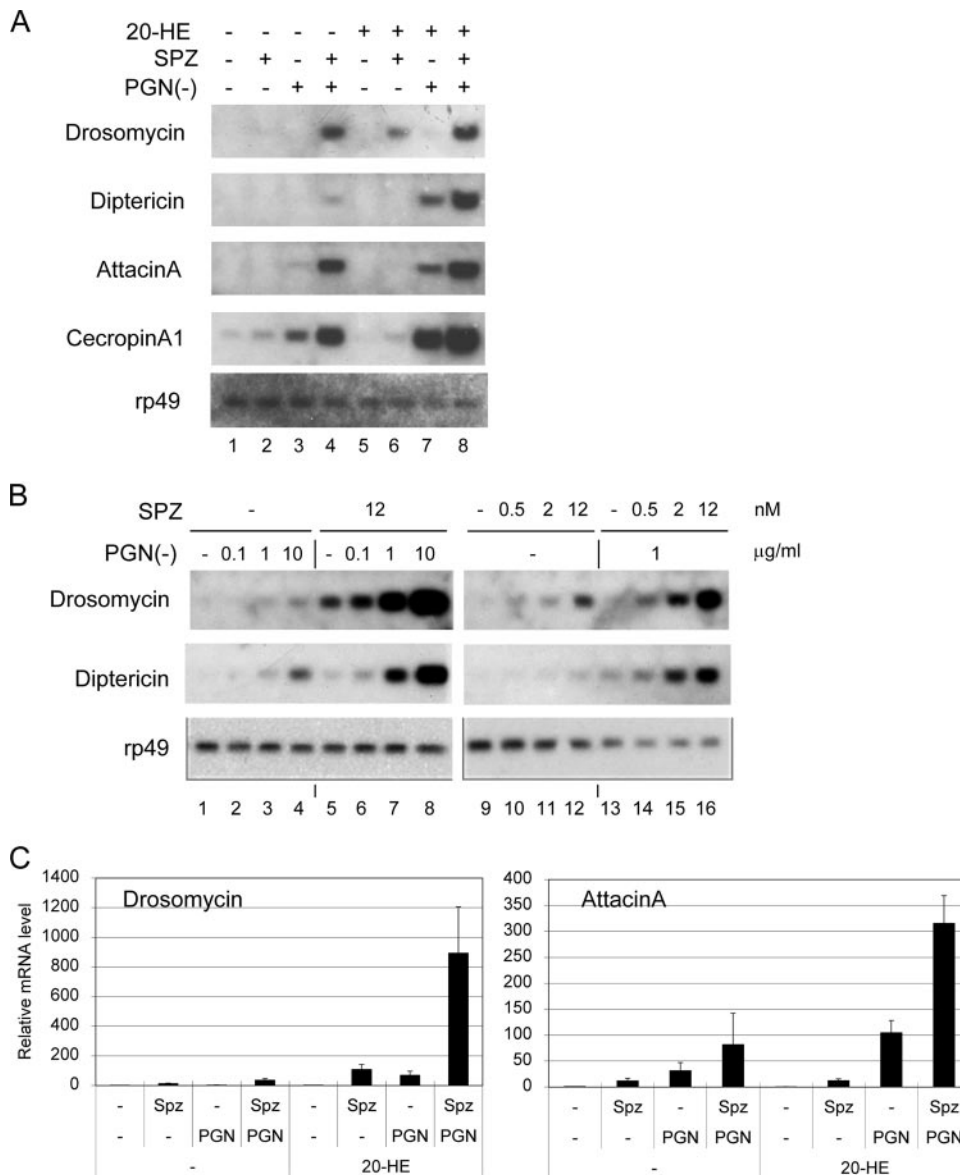 A
20-HE - - - - + + + +
SPZ - + - + - + - +
PGN(-) - - + + - - + +
Drosomycin
Diptericin
AttacinA
CecropinA1
rp49
1 2 3 4 5 6 7 8
B
SPZ - 12 - 0.5 2 12 - 0.5 2 12 nM
PGN(-) - 0.1 1 10 - 0.1 1 10 - 1 µg/ml
Drosomycin
Diptericin
rp49
1 2 3 4 5 6 7 8 9 10 11 12 13 14 15 16
C
Relative mRNA level
1400
1200
1000
800
600
400
200
0
Drosomycin
- Spz - Spz - Spz - Spz
- - PGN PGN - - PGN PGN
- 20-HE
400
350
300
250
200
150
100
50
0
AttacinA
- Spz - Spz - Spz - Spz
- - PGN PGN - - PGN PGN
- 20-HE